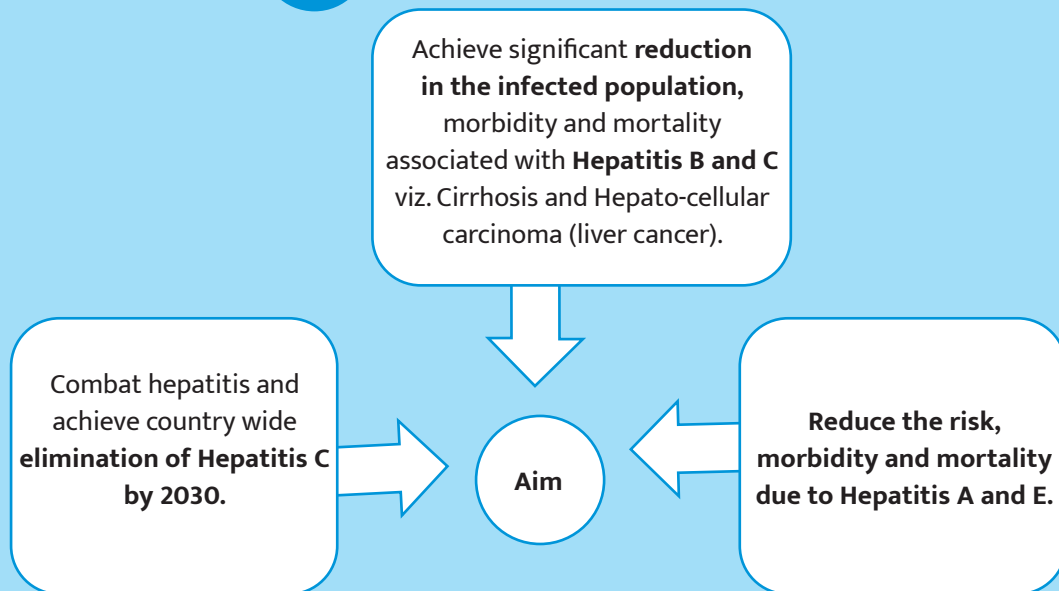 Achieve significant reduction
in the infected population,
morbidity and mortality
associated with Hepatitis B and C
viz. Cirrhosis and Hepato-cellular
carcinoma (liver cancer).
Combat hepatitis and
achieve country wide
elimination of Hepatitis C
by 2030.
Aim
Reduce the risk,
morbidity and mortality
due to Hepatitis A and E.